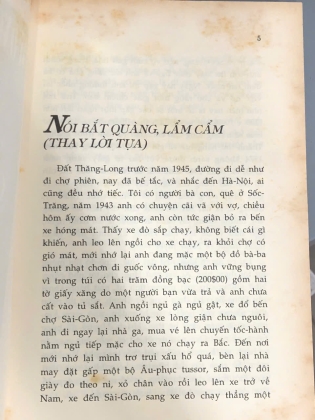 5
NÓI BẮT QUÀNG, LẨM CẨM
(THAY LỜI TỰA)
Đất Thăng-Long trước năm 1945, đường đi dễ như
đi chợ phiên, nay đã bế tắc, và nhắc đến Hà-Nội, ai
cũng đều nhớ tiếc. Tôi có người bà con, quê ở Sốc-
Trăng, năm 1943 anh có chuyện cãi vã với vợ, chiều
hôm ấy cơm nước xong, anh còn tức giận bỏ ra bến
xe hóng mát. Thấy xe đò sắp chạy, không biết cái gì
khiến, anh leo lên ngồi cho xe chạy, ra khỏi chợ có
gió mát, mới nhớ lại anh đang mặc một bộ đồ bà-ba
nhụt nhạt chơn đi guốc vông, nhưng anh vững bụng
vì trong túi có hai trăm đồng bạc (200$00) gồm hai
tờ giấy xăng do một người bạn vừa trả và anh chưa
cất vào tủ sắt. Anh ngồi ngủ gà ngủ gật, xe đổ bến
chợ Sài-Gòn, anh xuống xe lòng giận chưa nguôi,
anh đi ngay lại nhà ga, mua vé lên chuyến tốc-hành
nằm ngủ tiếp mặc cho xe nó chạy ra Bắc. Đến nơi
mới nhớ lại mình trơ trụi xấu hổ quá, bèn lại nhà
may đặt gấp một bộ Âu-phục tussor, sắm một đôi
giày đo theo ni, xỏ chân vào rồi leo lên xe trở về
Nam, xe đến Sài-Gòn, sang xe đò chạy thẳng một